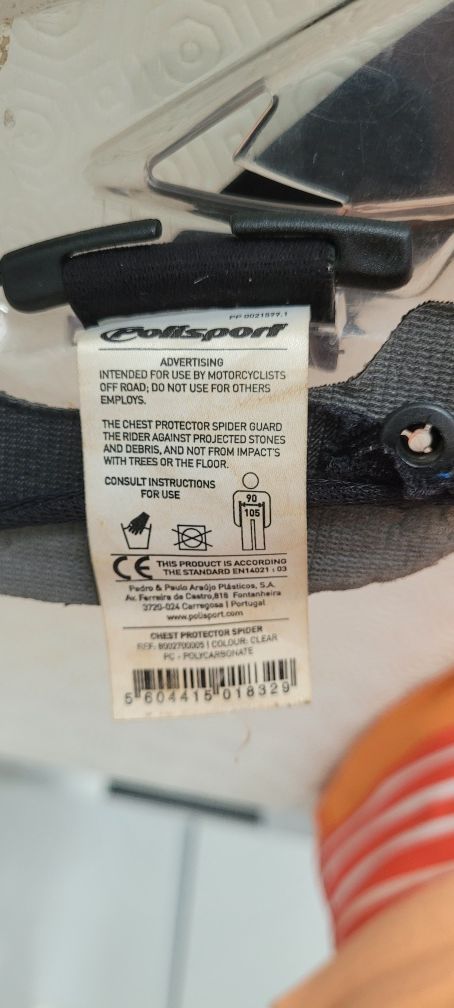 PP 0021577.1
Polisport
ADVERTISING
INTENDED FOR USE BY MOTORCYCLISTS
OFF ROAD; DO NOT USE FOR OTHERS
EMPLOYS.
THE CHEST PROTECTOR SPIDER GUARD
THE RIDER AGAINST PROJECTED STONES
AND DEBRIS, AND NOT FROM IMPACT'S
WITH TREES OR THE FLOOR.
CONSULT INSTRUCTIONS
FOR USE
90
105
CE THIS PRODUCT IS ACCORDING
THE STANDARD EN14021 : 03
Pedro & Paulo Araújo Plásticos, S.A.
Av. Ferreira de Castro,818 Fontanheira
3720-024 Carregosa | Portugal
www.polisport.com
CHEST PROTECTOR SPIDER
REF: 8002700005 | COLOUR: CLEAR
PC - POLYCARBONATE
5 604415 018329